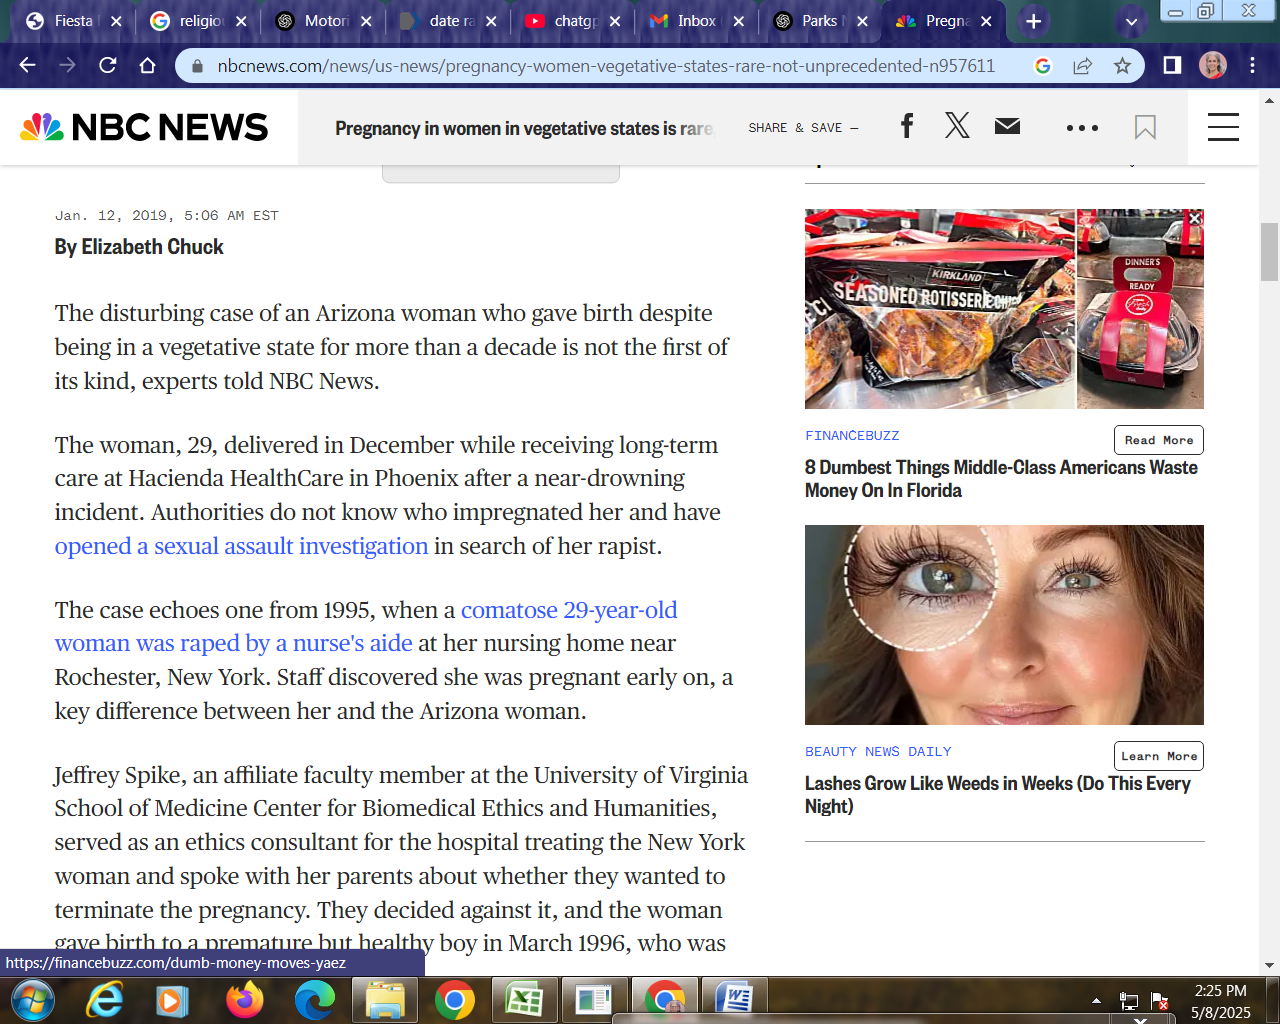 Fiesta
religio
Motori
date ra
chatgp
Inbox
Parks
Pregna
nbcnews.com/news/us-news/pregnancy-women-vegetative-states-rare-not-unprecedented-n957611
NBC NEWS
Pregnancy in women in vegetative states is rare,
SHARE & SAVE —
Jan. 12, 2019, 5:06 AM EST
By Elizabeth Chuck
The disturbing case of an Arizona woman who gave birth despite
being in a vegetative state for more than a decade is not the first of
its kind, experts told NBC News.
The woman, 29, delivered in December while receiving long-term
care at Hacienda HealthCare in Phoenix after a near-drowning
incident. Authorities do not know who impregnated her and have
opened a sexual assault investigation in search of her rapist.
The case echoes one from 1995, when a comatose 29-year-old
woman was raped by a nurse's aide at her nursing home near
Rochester, New York. Staff discovered she was pregnant early on, a
key difference between her and the Arizona woman.
Jeffrey Spike, an affiliate faculty member at the University of Virginia
School of Medicine Center for Biomedical Ethics and Humanities,
served as an ethics consultant for the hospital treating the New York
woman and spoke with her parents about whether they wanted to
terminate the pregnancy. They decided against it, and the woman
gave birth to a premature but healthy boy in March 1996, who was
KIRKLAND
SEASONED ROTISSERIE
DINNER'S
READY
FINANCEBUZZ
Read More
8 Dumbest Things Middle-Class Americans Waste
Money On In Florida
BEAUTY NEWS DAILY
Learn More
Lashes Grow Like Weeds in Weeks (Do This Every
Night)
https://financebuzz.com/dumb-money-moves-yaez
2:25 PM
5/8/2025